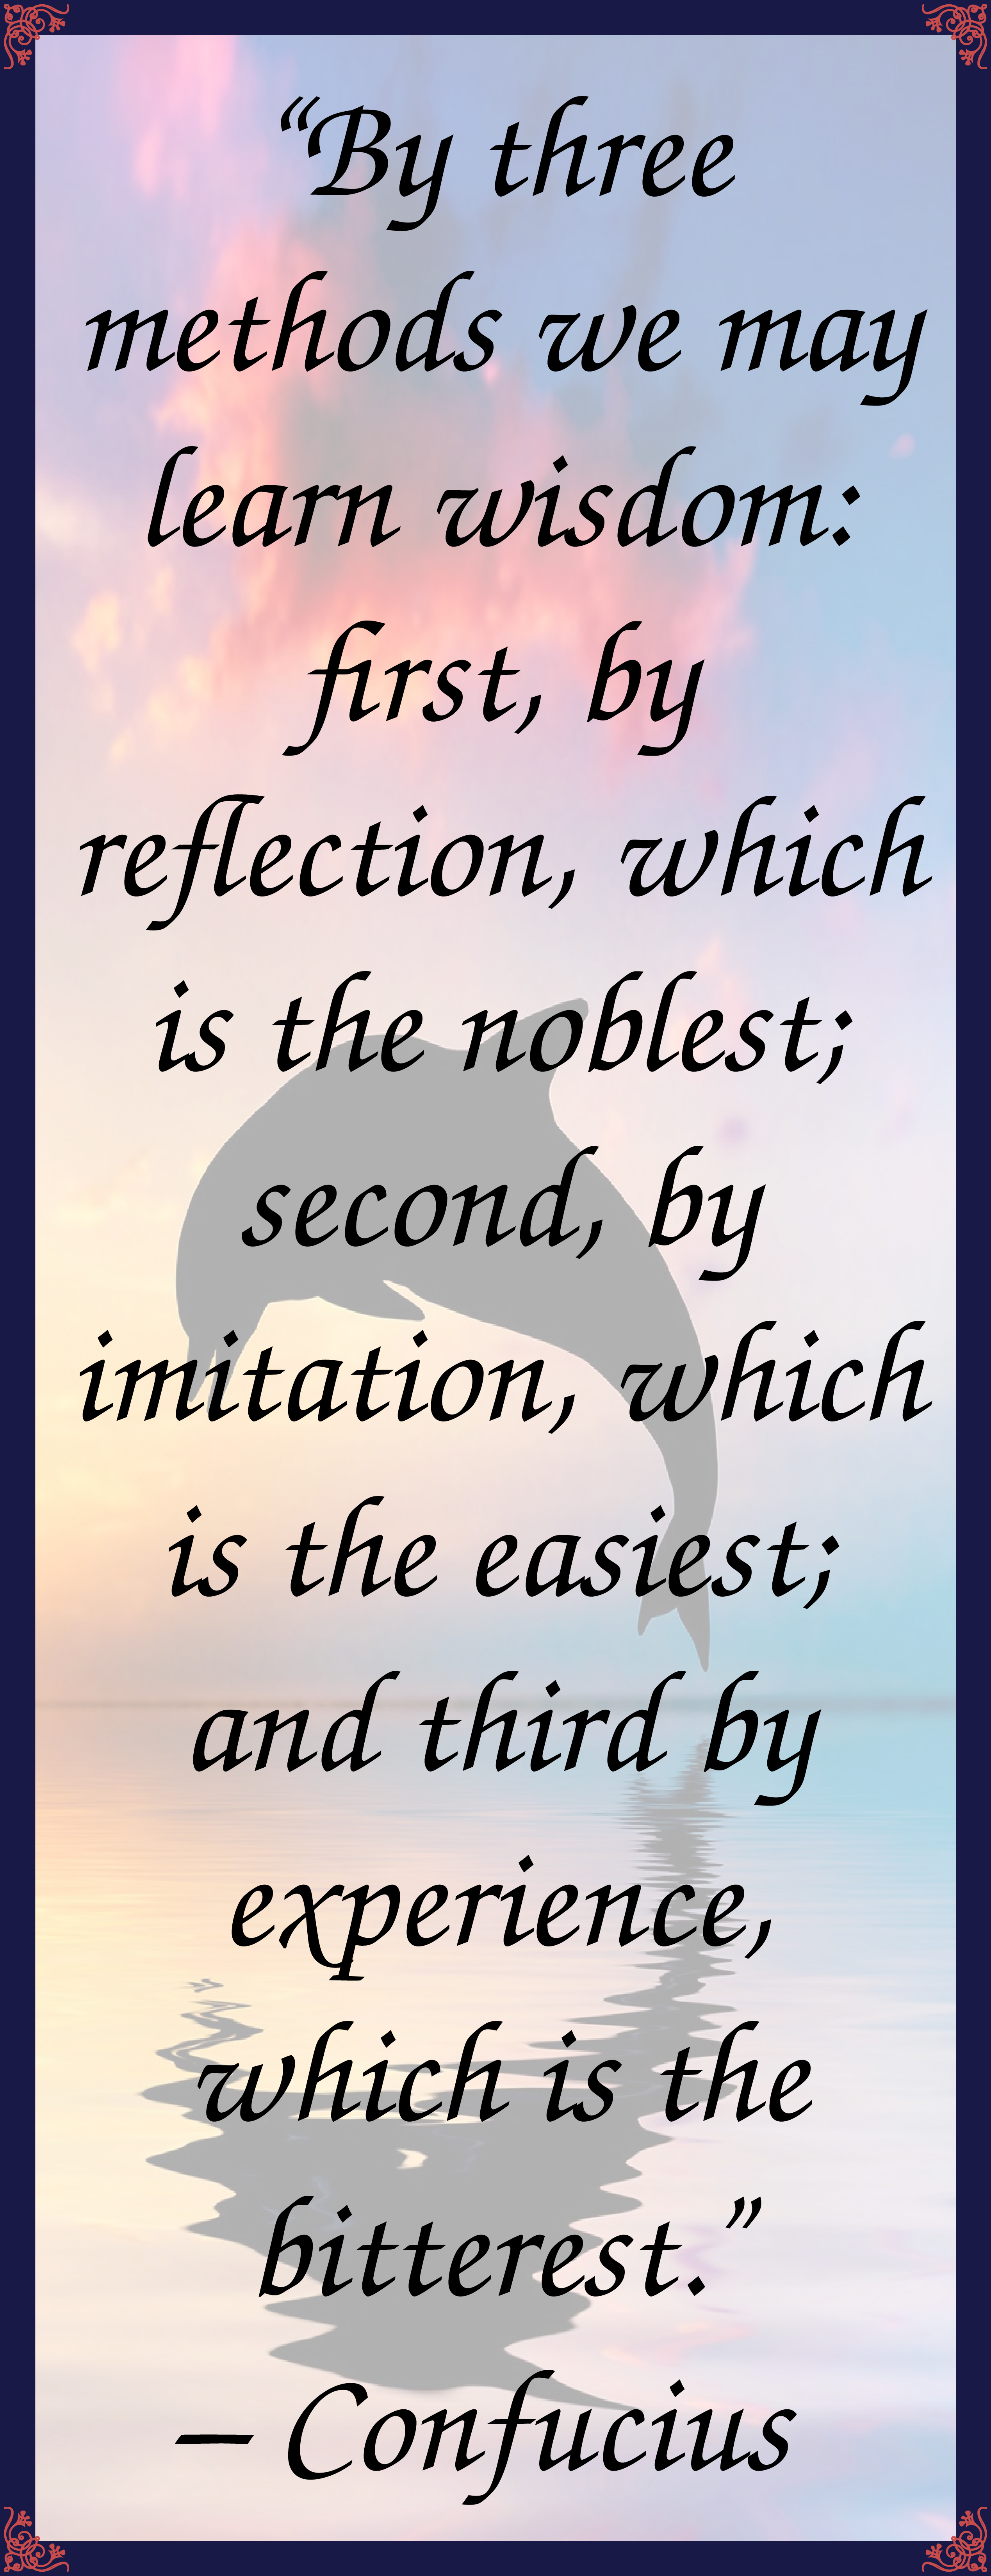 “By three
methods we may
learn wisdom:
first, by
reflection, which
is the noblest;
second, by
imitation, which
is the easiest;
and third by
experience,
which is the
bitterest.”
– Confucius